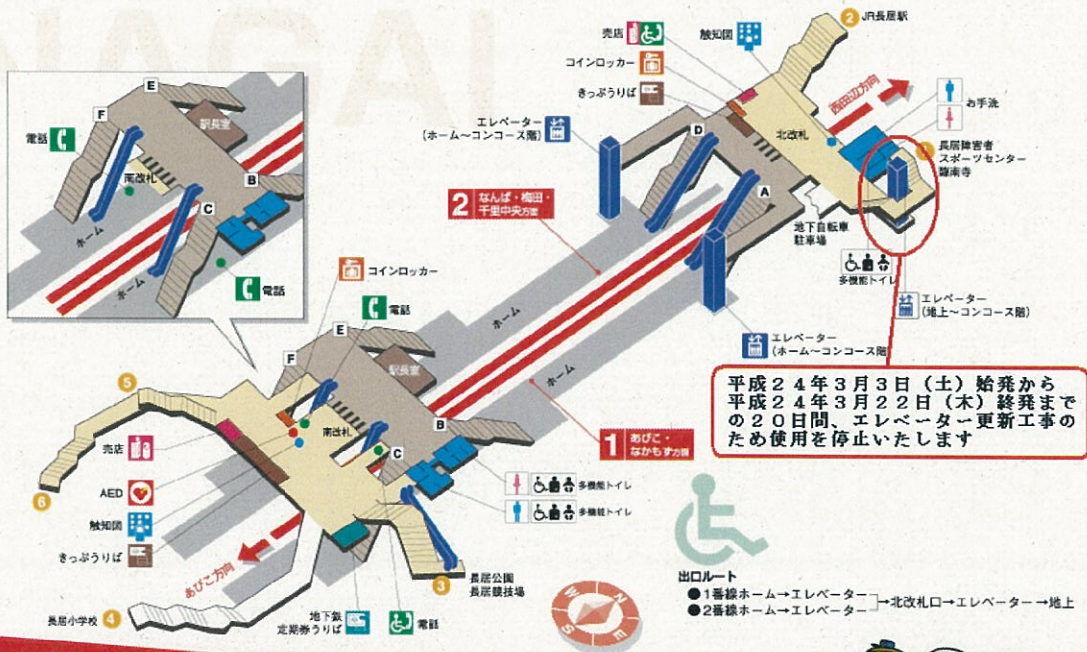 NAGAI
2 JR長居駅
売店
触知図
コインロッカー
きっぷうりば
エレベーター
(ホーム〜コンコース階)
西田辺方向
お手洗
北改札
長居障害者
スポーツセンター
臨南寺
D
A
地下自転車
駐車場
多機能トイレ
エレベーター
(地上〜コンコース階)
エレベーター
(ホーム〜コンコース階)
2 なんば・梅田・
千里中央方面
ホーム
ホーム
1 あびこ・
なかもず方面
平成24年3月3日(土)始発から
平成24年3月22日(木)終発まで
の20日間、エレベーター更新工事の
ため使用を停止いたします
E
F
電話
駅長室
南改札
B
C
ホーム
ホーム
電話
コインロッカー
電話
E
F
駅長室
南改札
B
C
5
6
売店
AED
触知図
きっぷうりば
あびこ方向
長居小学校 4
多機能トイレ
多機能トイレ
3 長居公園
長居競技場
地下鉄
定期券うりば
電話
W
N
S
E
出口ルート
●1番線ホーム→エレベーター
●2番線ホーム→エレベーター
→北改札口→エレベーター→地上